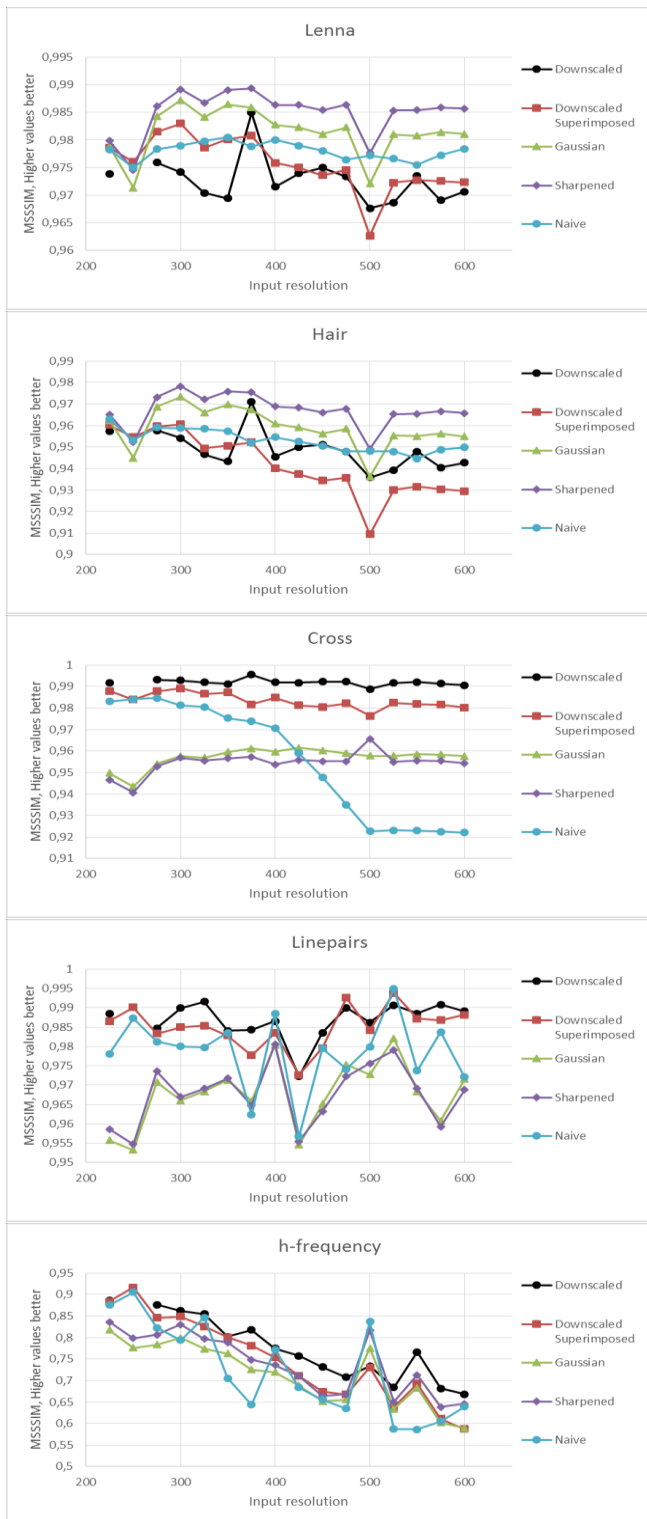 Lenna
0,995
0,99
0,985
0,98
0,975
0,97
0,965
0,96
200 300 400 500 600
MSSSIM, Higher values better
Input resolution
Downscaled
Downscaled
Superimposed
Gaussian
Sharpened
Naive
Hair
0,99
0,98
0,97
0,96
0,95
0,94
0,93
0,92
0,91
0,9
200 300 400 500 600
MSSSIM, Higher values better
Input resolution
Downscaled
Downscaled
Superimposed
Gaussian
Sharpened
Naive
Cross
1
0,99
0,98
0,97
0,96
0,95
0,94
0,93
0,92
0,91
200 300 400 500 600
MSSSIM, Higher values better
Input resolution
Downscaled
Downscaled
Superimposed
Gaussian
Sharpened
Naive
Linepairs
1
0,995
0,99
0,985
0,98
0,975
0,97
0,965
0,96
0,955
0,95
200 300 400 500 600
MSSSIM, Higher values better
Input resolution
Downscaled
Downscaled
Superimposed
Gaussian
Sharpened
Naive
h-frequency
0,95
0,9
0,85
0,8
0,75
0,7
0,65
0,6
0,55
0,5
200 300 400 500 600
MSSSIM, Higher values better
Input resolution
Downscaled
Downscaled
Superimposed
Gaussian
Sharpened
Naive